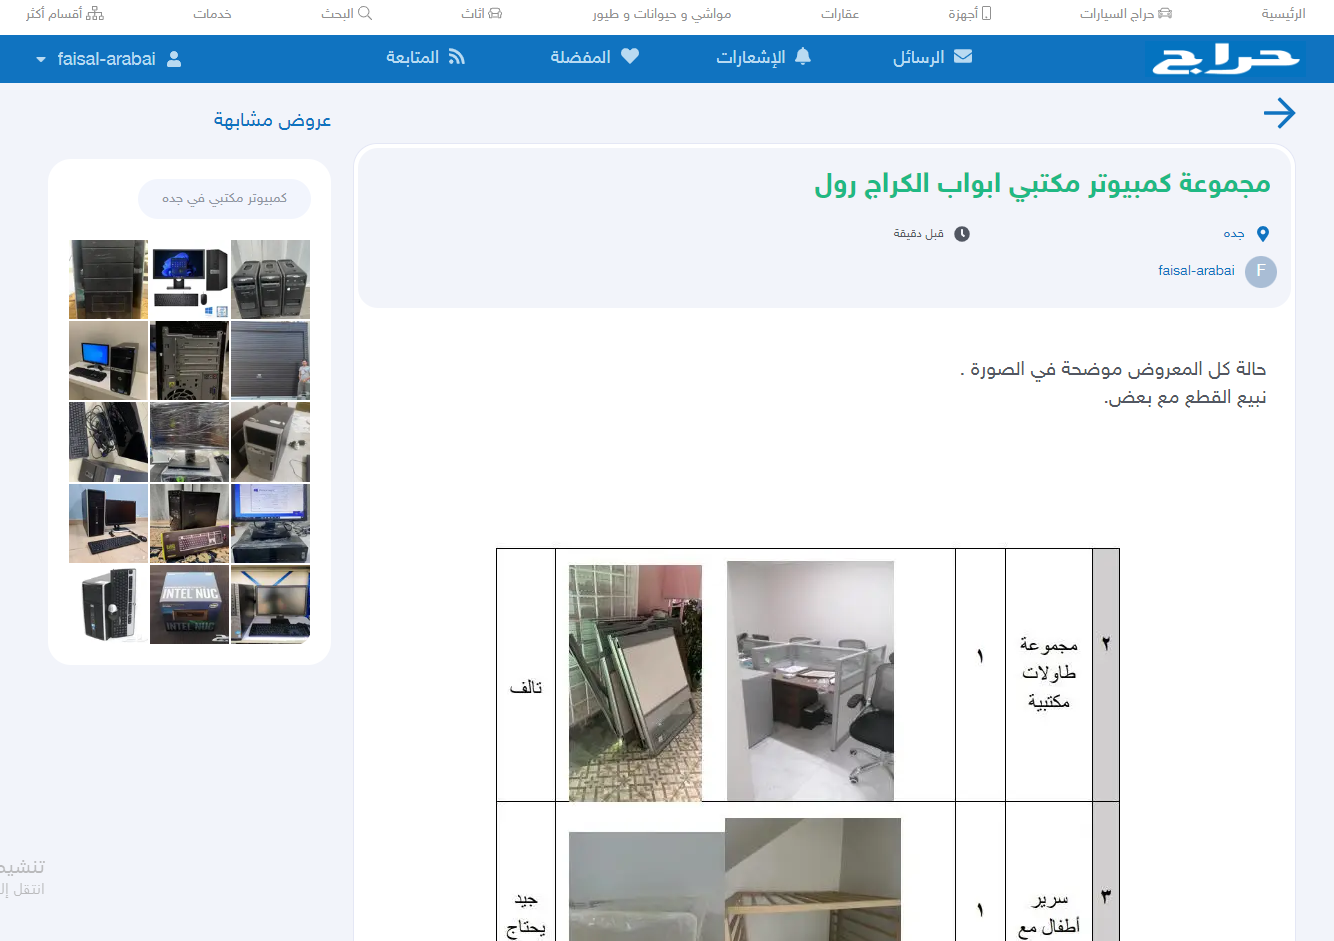 الرئيسية
حراج السيارات
أجهزة
عقارات
مواشي و حيوانات و طيور
اثاث
البحث
خدمات
أقسام أكثر
حراج
الرسائل
الإشعارات
المفضلة
المتابعة
faisal-arabai
مجموعة كمبيوتر مكتبي ابواب الكراج رول
جده
قبل دقيقة
F
faisal-arabai
حالة كل المعروض موضحة في الصورة .
نبيع القطع مع بعض.
٢
مجموعة
طاولات
مكتبية
١
تالف
٣
سرير
أطفال مع
١
جيد
يحتاج
عروض مشابهة
كمبيوتر مكتبي في جده
INTEL NUC
INTEL NUC
انتقل